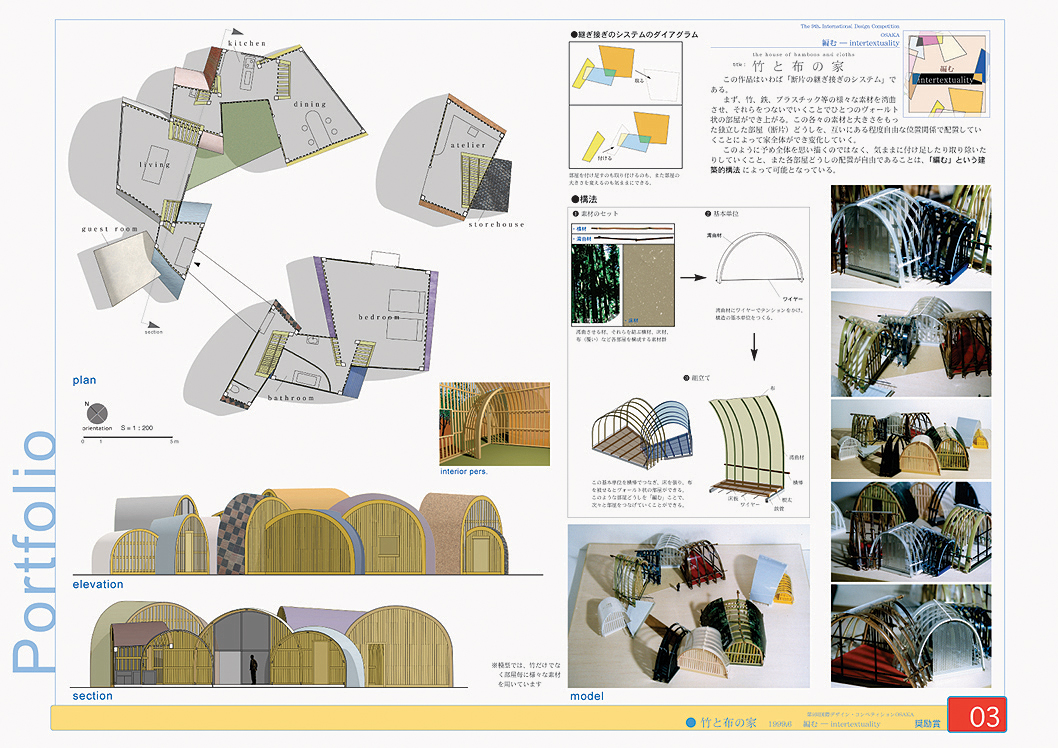 Portfolio
kitchen
dining
living
guest room
section
atelier
storehouse
bedroom
bathroom
plan
N
orientation
S = 1 : 200
0 1 5m
interior pers.
elevation
section
※模型では、竹だけでな
く部屋毎に様々な素材
を用いています
●継ぎ接ぎのシステムのダイアグラム
取る
付ける
部屋を付け足すのも取り付けるのも、また部屋の
大きさを変えるのも気ままにできる。
The 9th. International Design Competition
OSAKA
編む — intertextuality
the house of bamboos and cloths
title: 竹と布の家
編む
intertextuality
この作品はいわば「断片の継ぎ接ぎのシステム」で
ある。
まず、竹、鉄、プラスチック等の様々な素材を湾曲
させ、それらをつないでいくことでひとつのヴォールト
状の部屋ができ上がる。この各々の素材と大きさをもっ
た独立した部屋（断片）どうしを、互いにある程度自由な位置関係で配置してい
くことによって家全体ができ変化していく。
このように予め全体を思い描くのではなく、気ままに付け足したり取り除いた
りしていくこと、また各部屋どうしの配置が自由であることは、「編む」という建
築的構法 によって可能となっている。
●構法
❶ 素材のセット
横材
湾曲材
床材
湾曲させる材、それらを結ぶ横材、床材、
布（覆い）など各部屋を構成する素材群
❷ 基本単位
湾曲材
ワイヤー
湾曲材にワイヤーでテンションをかけ、
構造の基本単位をつくる。
❸ 組立て
布
湾曲材
横材
床板
根太
ワイヤー
鉄管
この基本単位を横材でつなぎ、床を張り、布
を被せるとヴォールト状の部屋ができる。
このような部屋どうしを「編む」ことで、
次々と部屋をつなげていくことができる。
model
● 竹と布の家 1999.6
第9回国際デザイン・コンペティションOSAKA
編む — intertextuality
奨励賞
03